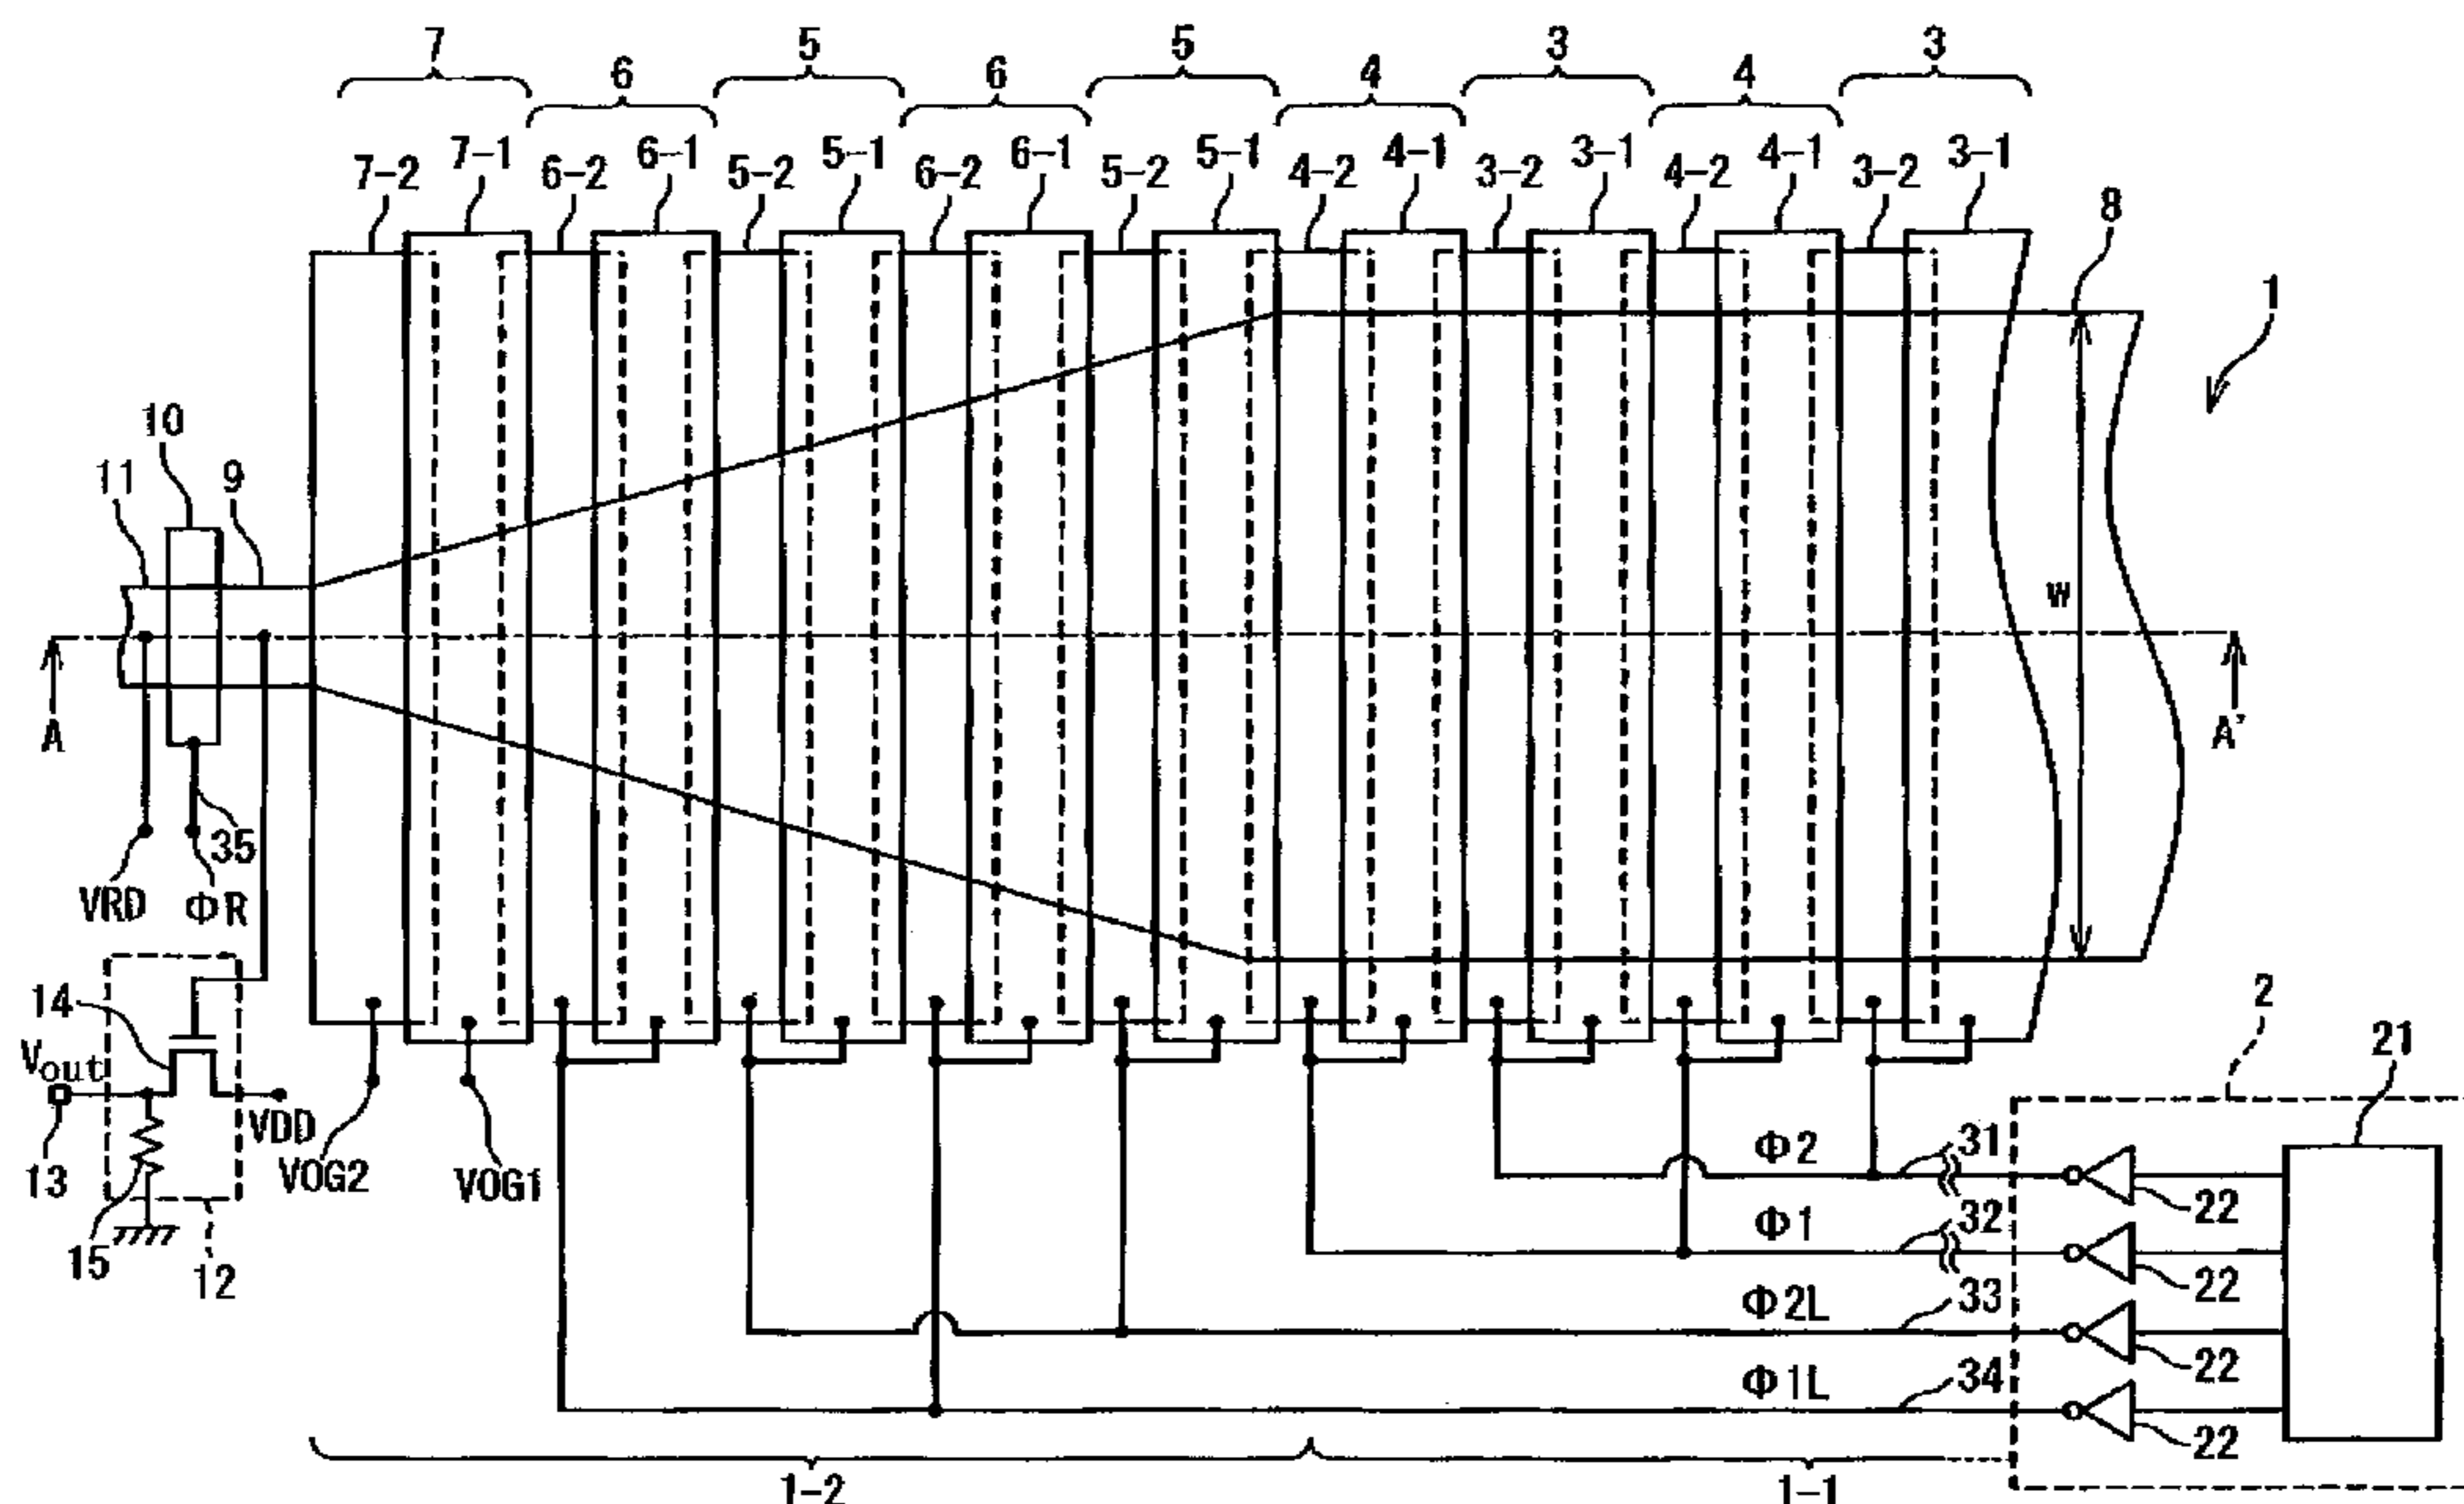 7 6 5 6 5 4 3 4 3
7-2 7-1 6-2 6-1 5-2 5-1 6-2 6-1 5-2 5-1 4-2 4-1 3-2 3-1 4-2 4-1 3-2 3-1
8
1
10
11 9
W
A A'
35
VRD ΦR
14
Vout
VDD
13 VOG2 VOG1
15 12
2
21
Φ2 31 22
Φ1 32 22
Φ2L 33 22
Φ1L 34 22
1-2 1-1